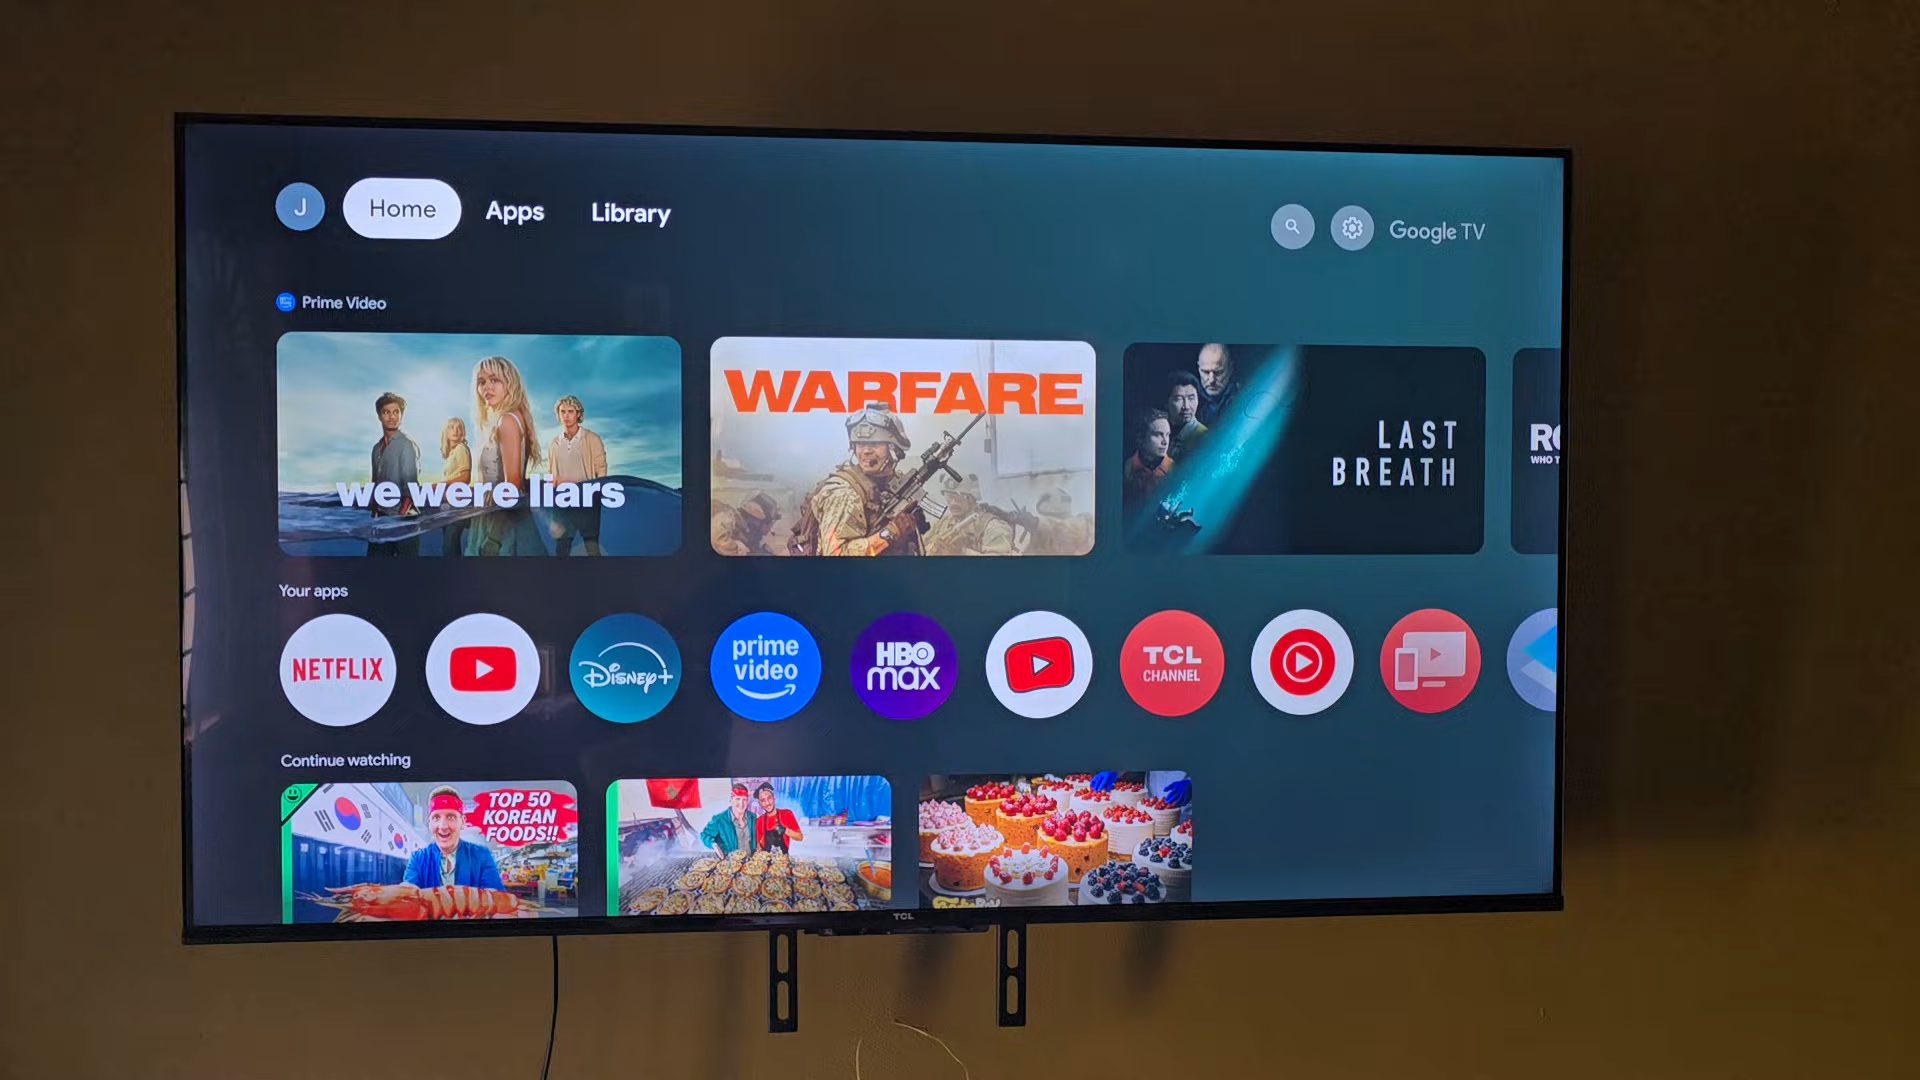 J
Home
Apps
Library
Google TV
Prime Video
we were liars
WARFARE
LAST
BREATH
WHO T
Your apps
NETFLIX
Disney+
prime
video
HBO
max
TCL
CHANNEL
Continue watching
TOP 50
KOREAN
FOODS!!
TCL